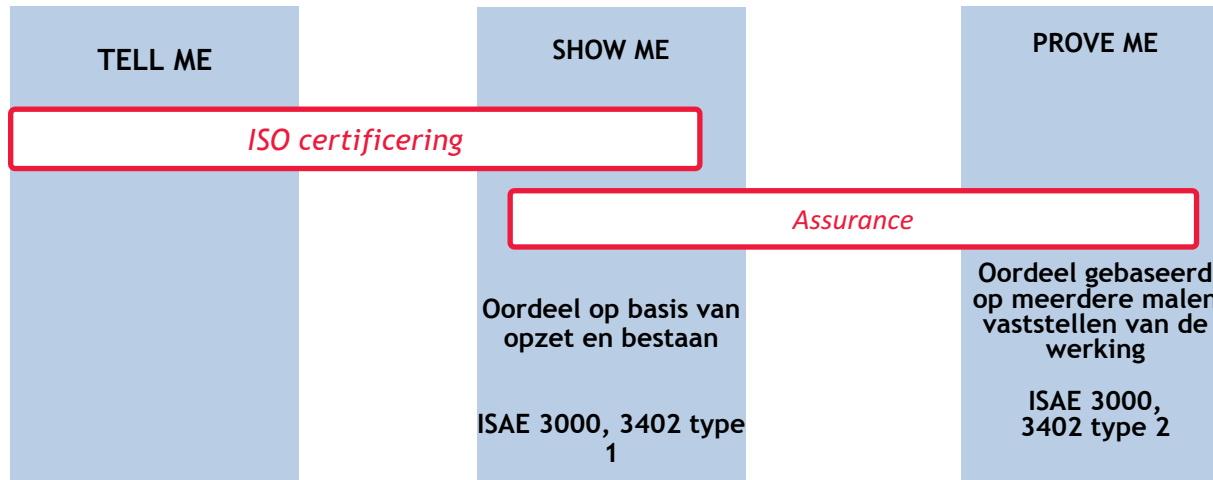 TELL ME
SHOW ME
PROVE ME
ISO certificering
Assurance
Oordeel op basis van
opzet en bestaan
ISAE 3000, 3402 type
1
Oordeel gebaseerd
op meerdere malen
vaststellen van de
werking
ISAE 3000,
3402 type 2